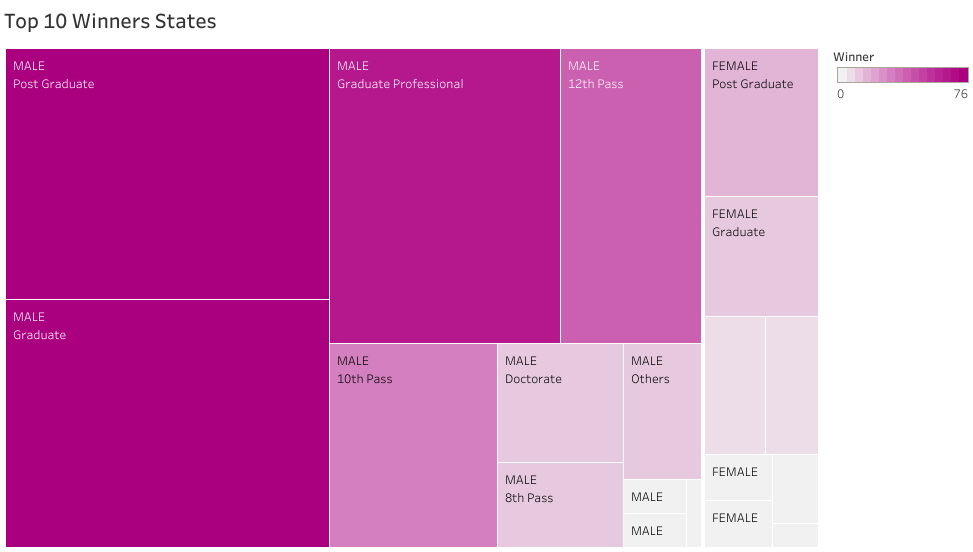 Top 10 Winners States
MALE
Post Graduate
MALE
Graduate Professional
MALE
12th Pass
FEMALE
Post Graduate
Winner
0
76
FEMALE
Graduate
MALE
Graduate
MALE
10th Pass
MALE
Doctorate
MALE
Others
MALE
8th Pass
MALE
MALE
FEMALE
FEMALE